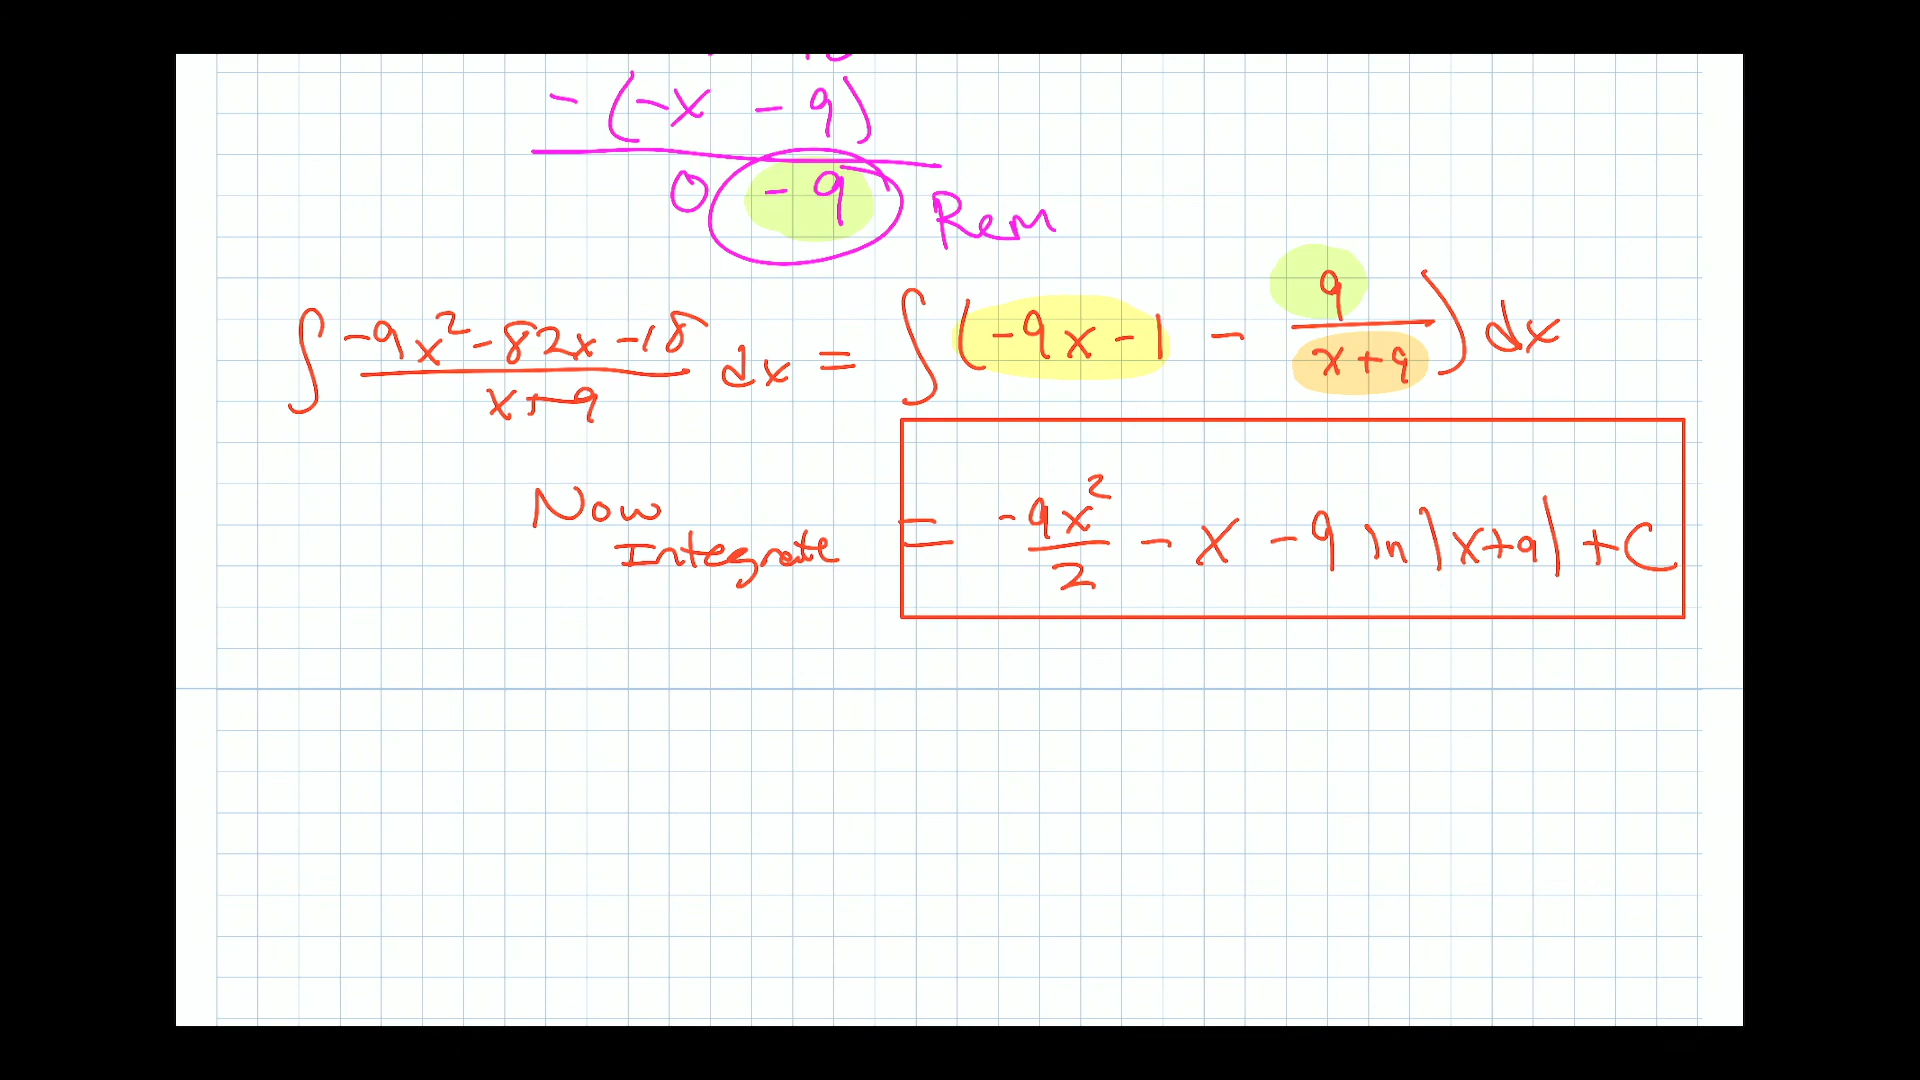 - (-x - 9)
0 -9 Rem
∫ (-9x² - 82x - 18)/(x+9) dx = ∫ (-9x - 1 - 9/(x+9)) dx
Now
Integrate
= -9x²/2 - x - 9 ln|x+9| + C